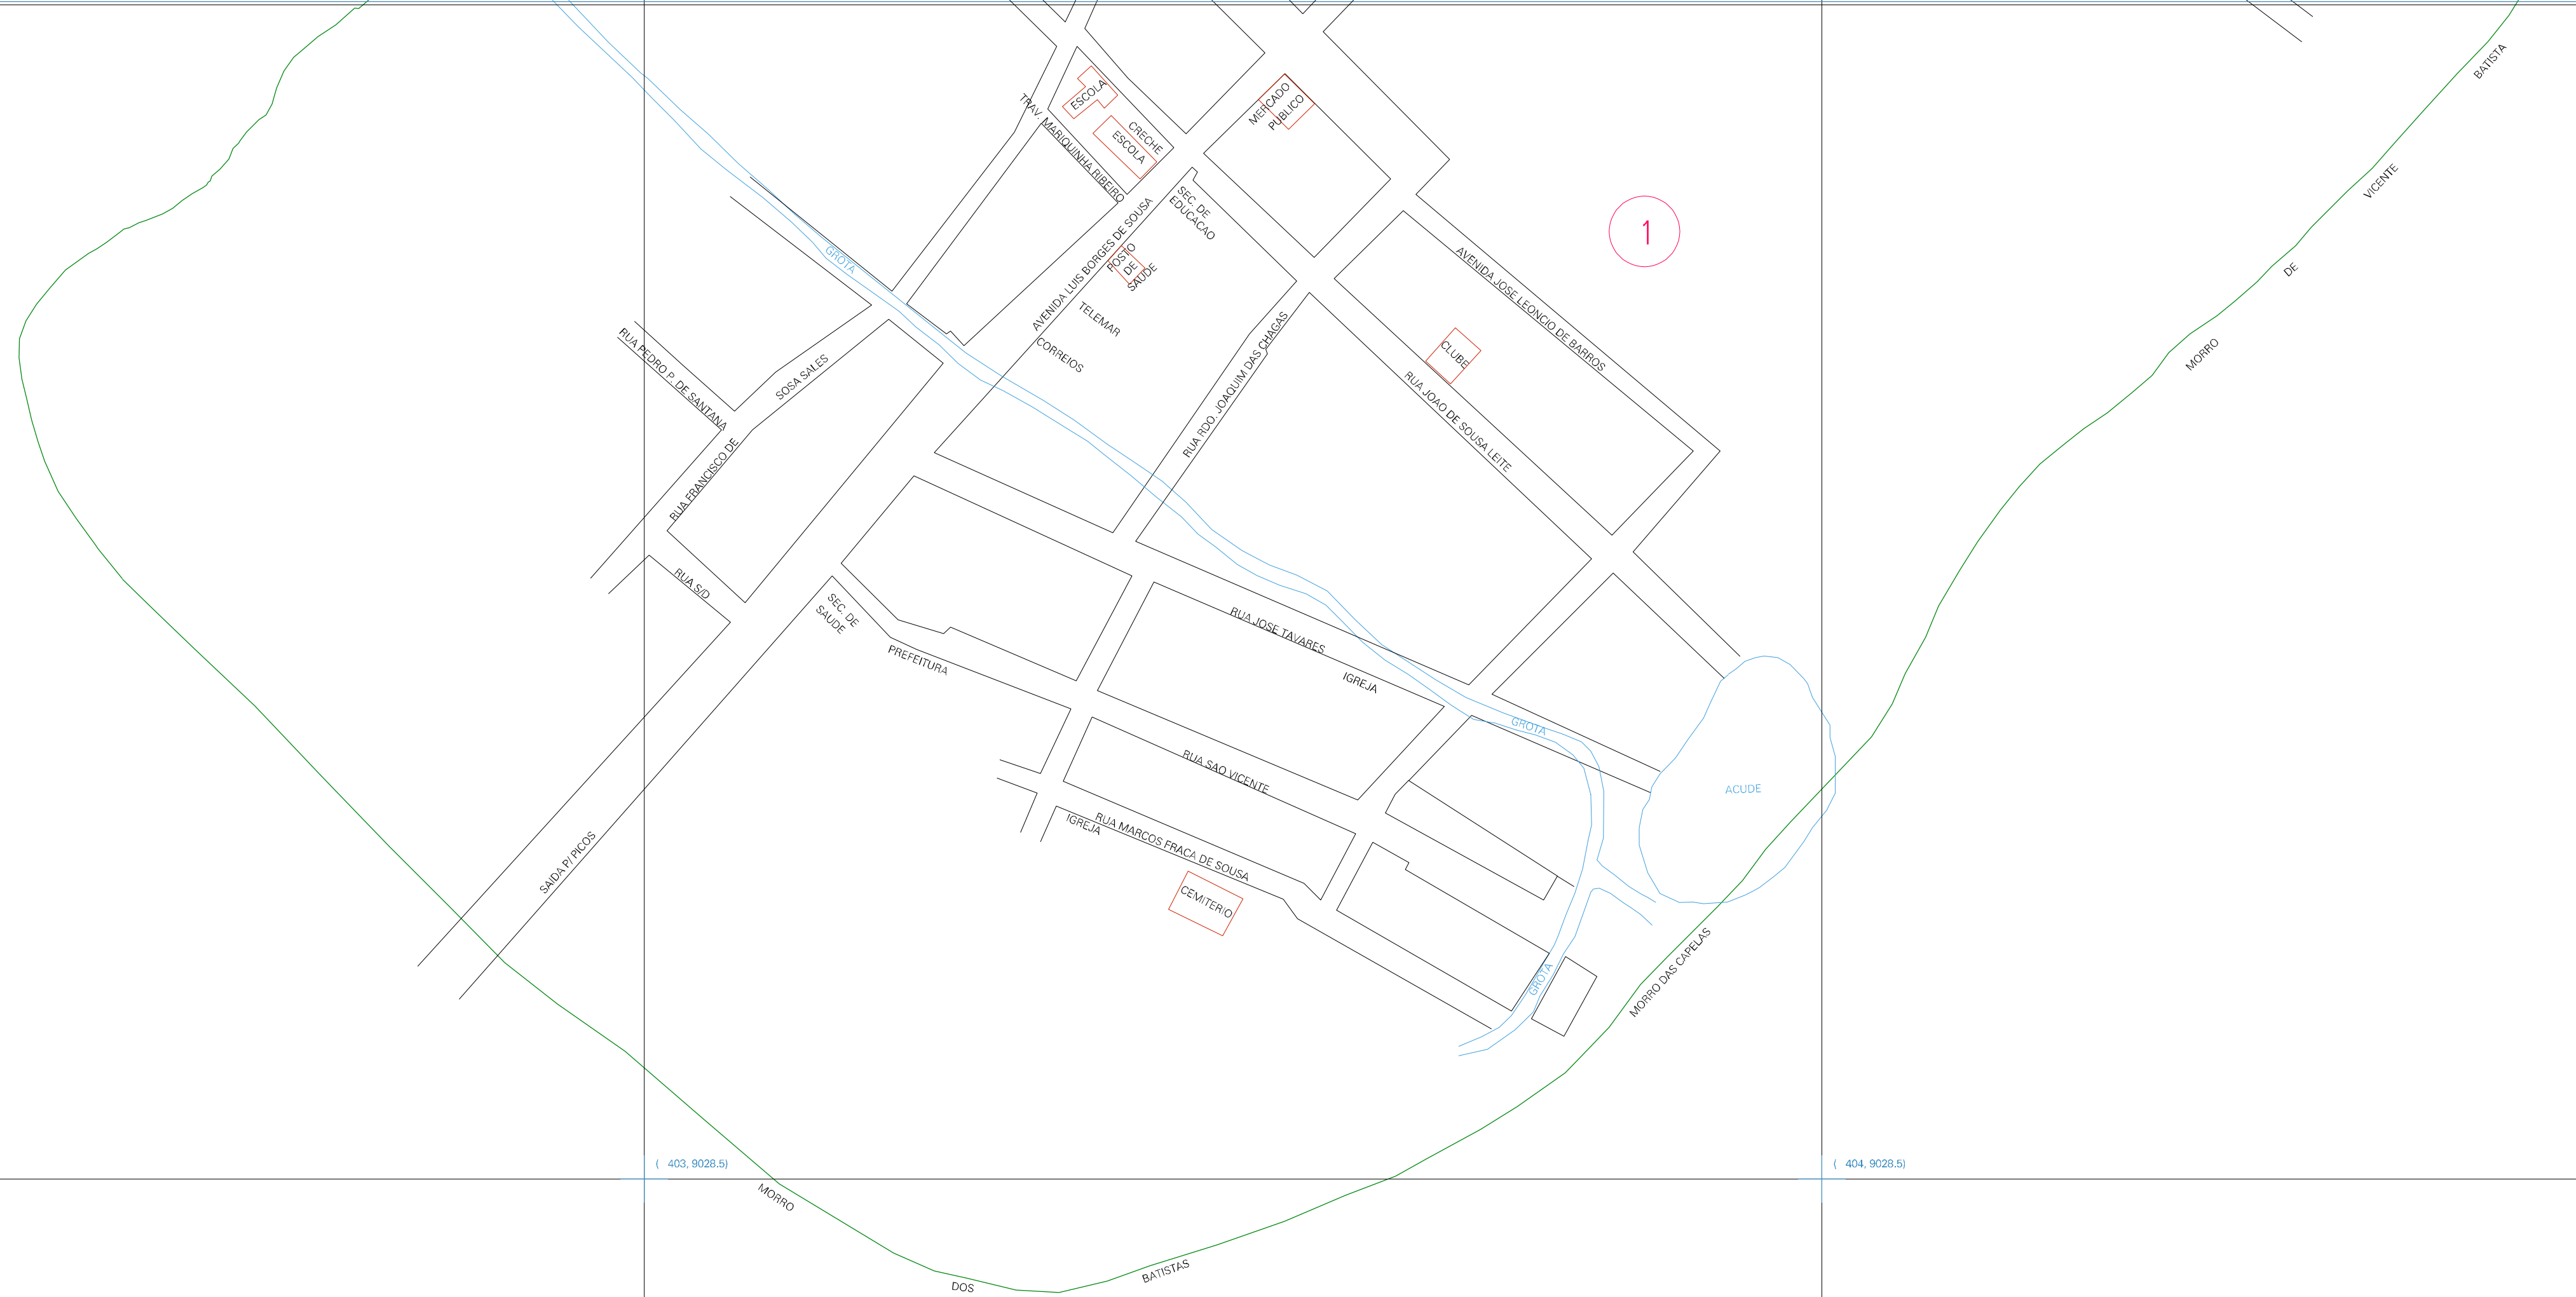 BATISTA
VICENTE
DE
MORRO
ESCOLA
CRECHE
ESCOLA
TRAV. MARIQUINHA RIBEIRO
MERCADO
PUBLICO
1
SEC. DE
EDUCACAO
AVENIDA LUIS BORGES DE SOUSA
POSTO
DE
SAUDE
TELEMAR
CORREIOS
GROTA
AVENIDA JOSE LEONCIO DE BARROS
CLUBE
RUA JOAO DE SOUSA LEITE
RUA RDO. JOAQUIM DAS CHAGAS
RUA PEDRO P. DE SANTANA
SOSA SALES
RUA FRANCISCO DE
RUA S/D
SEC. DE
SAUDE
PREFEITURA
RUA JOSE TAVARES
IGREJA
GROTA
ACUDE
RUA SAO VICENTE
RUA MARCOS FRACA DE SOUSA
IGREJA
CEMITERIO
SAIDA P/ PICOS
GROTA
MORRO DAS CAPELAS
( 403, 9028.5)
( 404, 9028.5)
MORRO
DOS
BATISTAS